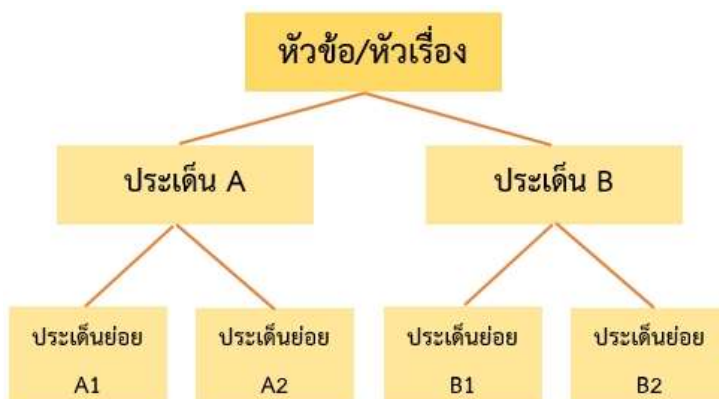 หัวข้อ/หัวเรื่อง
ประเด็น A
ประเด็น B
ประเด็นย่อย
A1
ประเด็นย่อย
A2
ประเด็นย่อย
B1
ประเด็นย่อย
B2